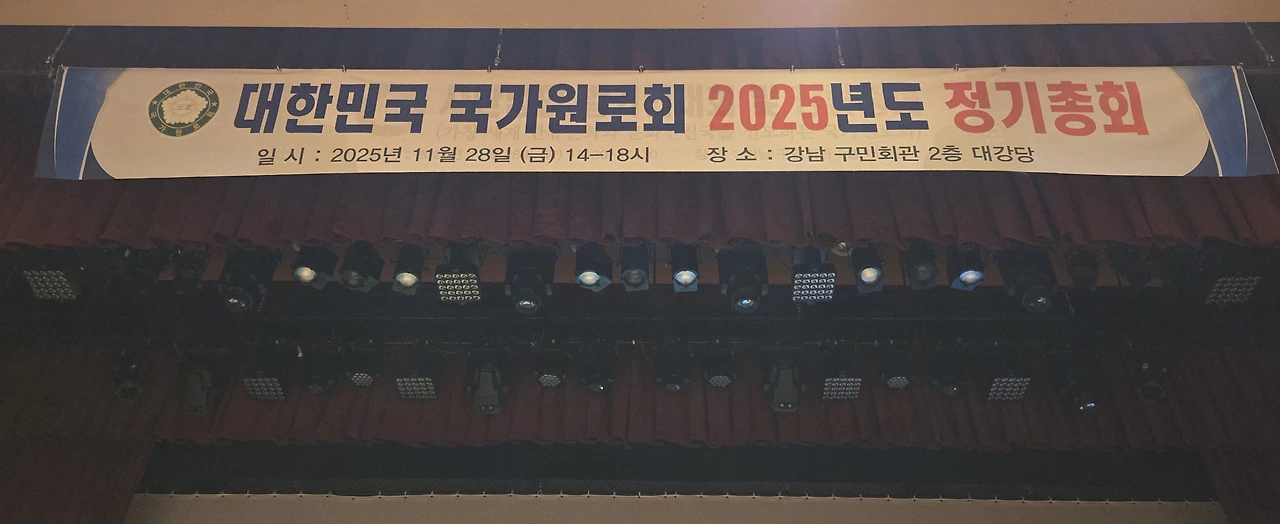 대한민국 국가원로회 2025년도 정기총회
일 시 : 2025년 11월 28일 (금) 14-18시 장 소 : 강남 구민회관 2층 대강당